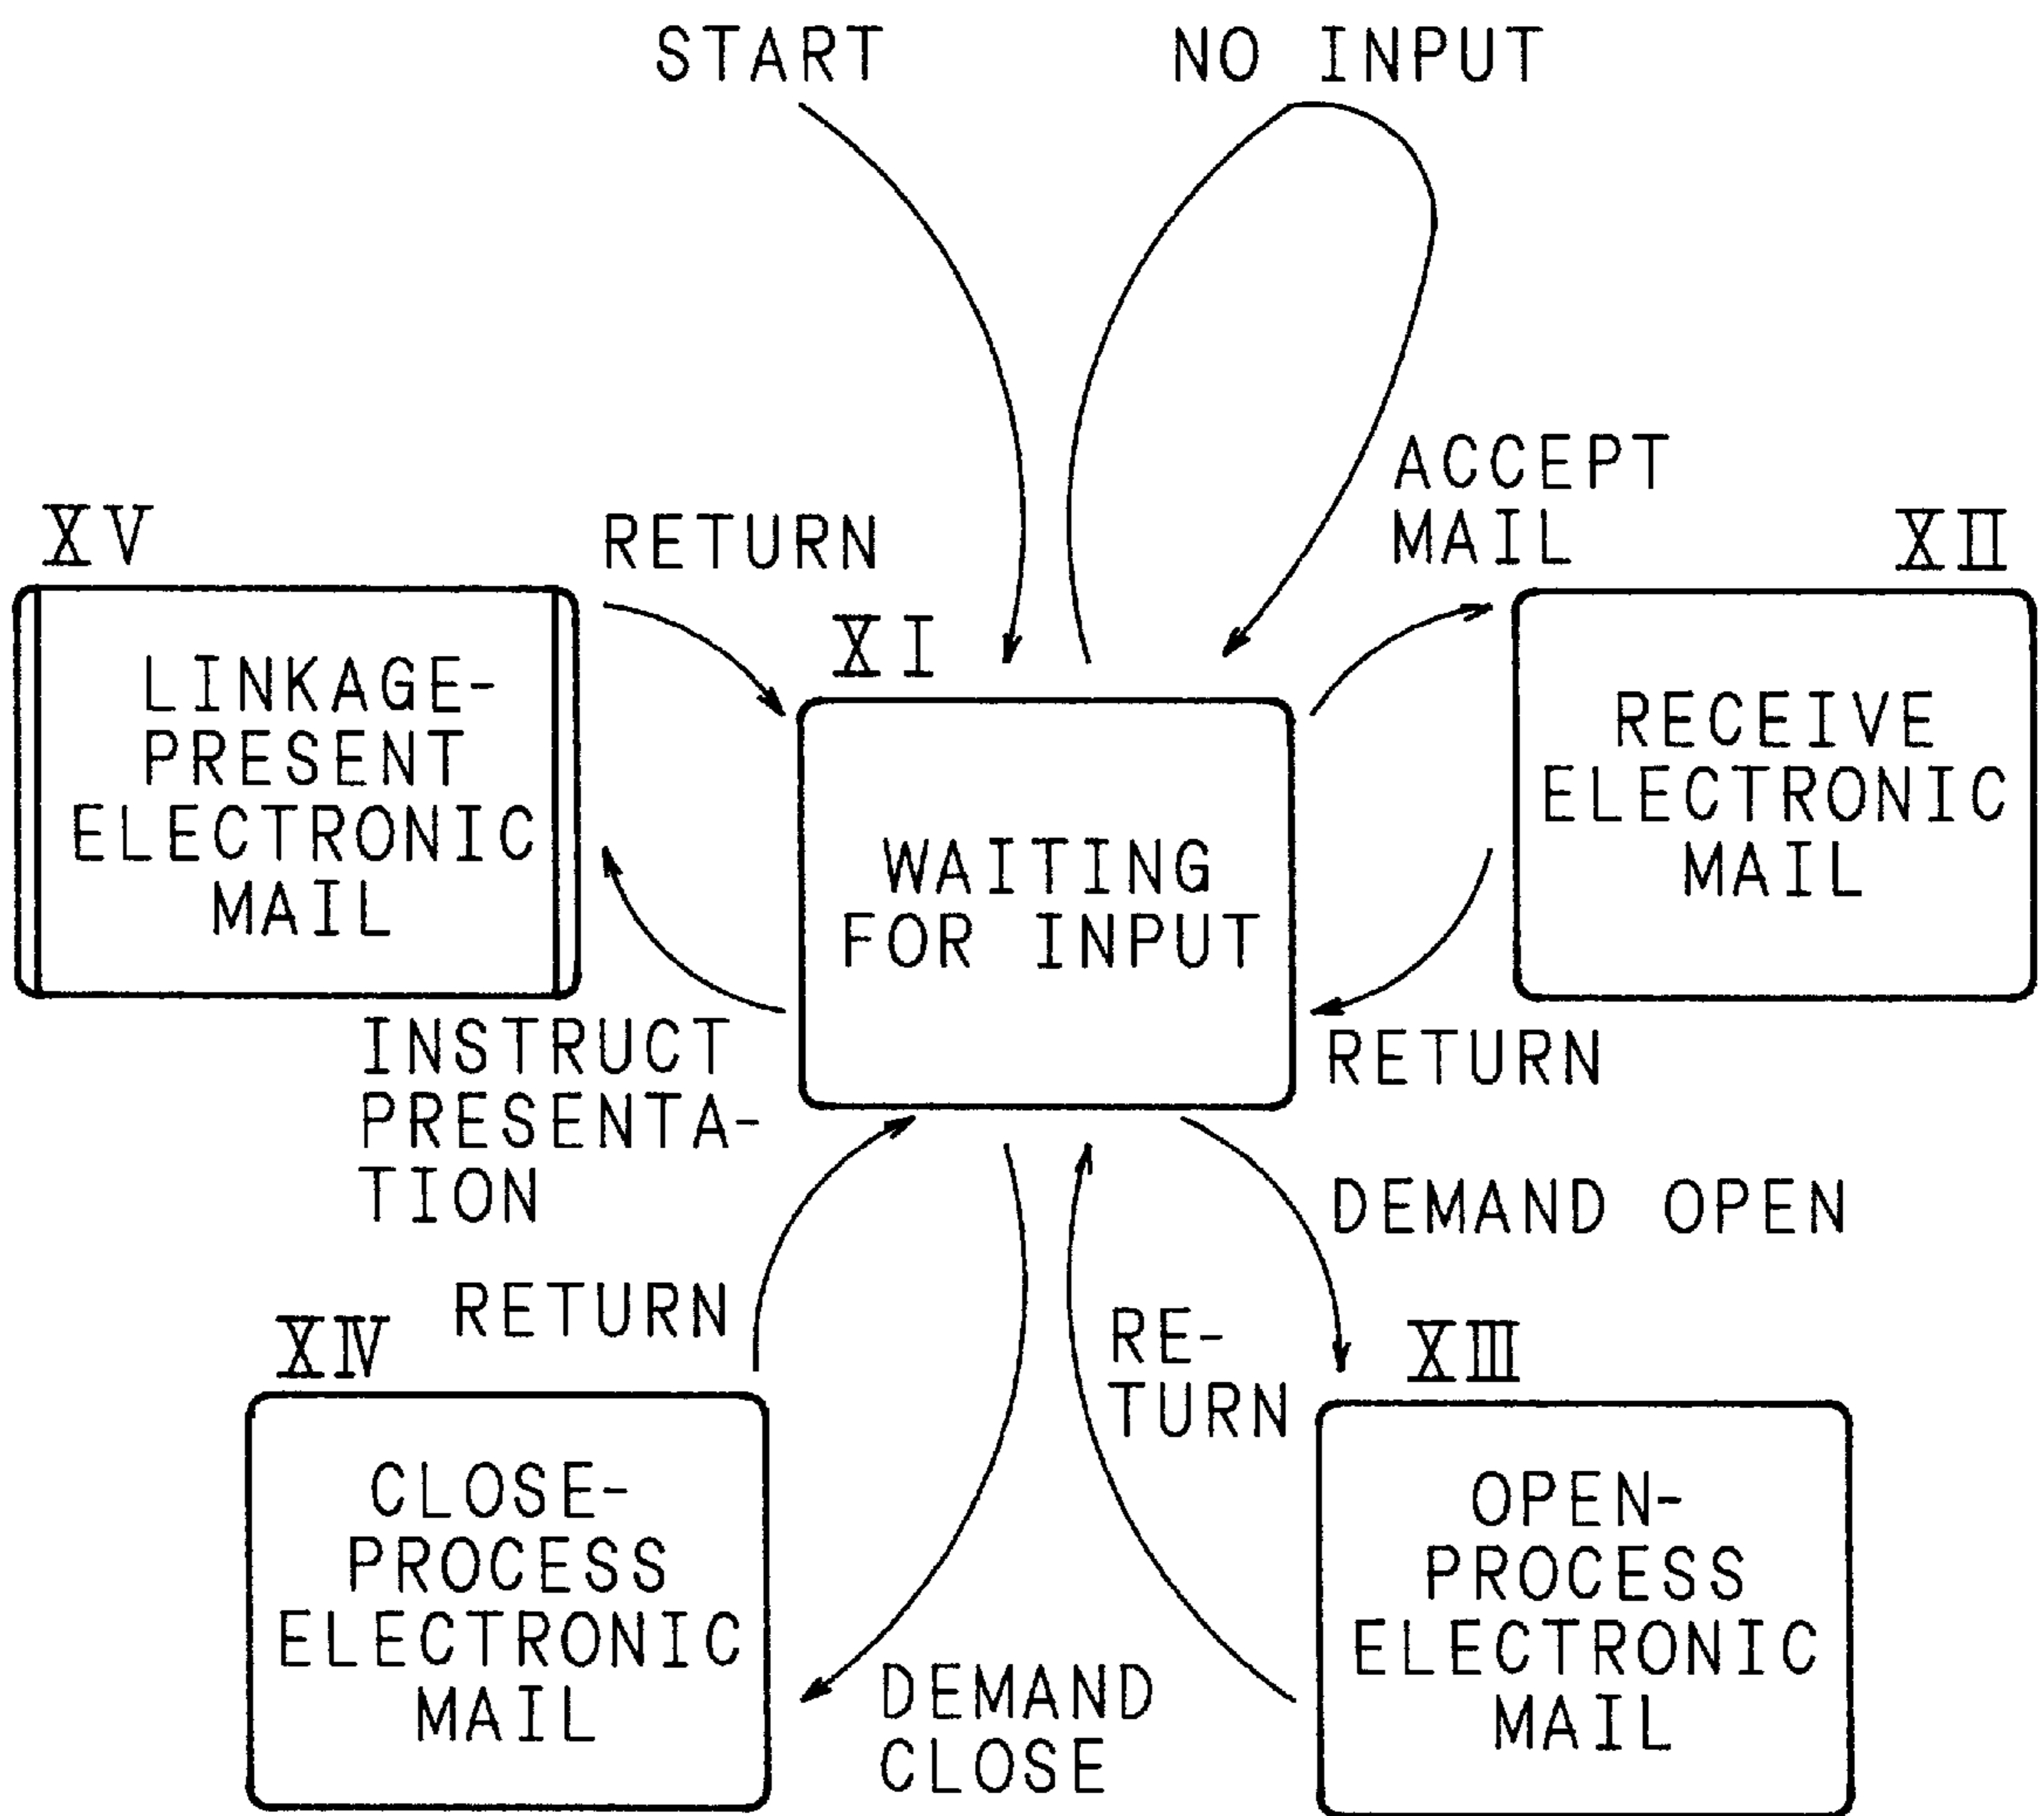 START
NO INPUT
ACCEPT
MAIL
XV
RETURN
XII
XI
LINKAGE-
PRESENT
ELECTRONIC
MAIL
RECEIVE
ELECTRONIC
MAIL
WAITING
FOR INPUT
INSTRUCT
PRESENTA-
TION
RETURN
DEMAND OPEN
RETURN
XIV
RE-
TURN
XIII
CLOSE-
PROCESS
ELECTRONIC
MAIL
OPEN-
PROCESS
ELECTRONIC
MAIL
DEMAND
CLOSE